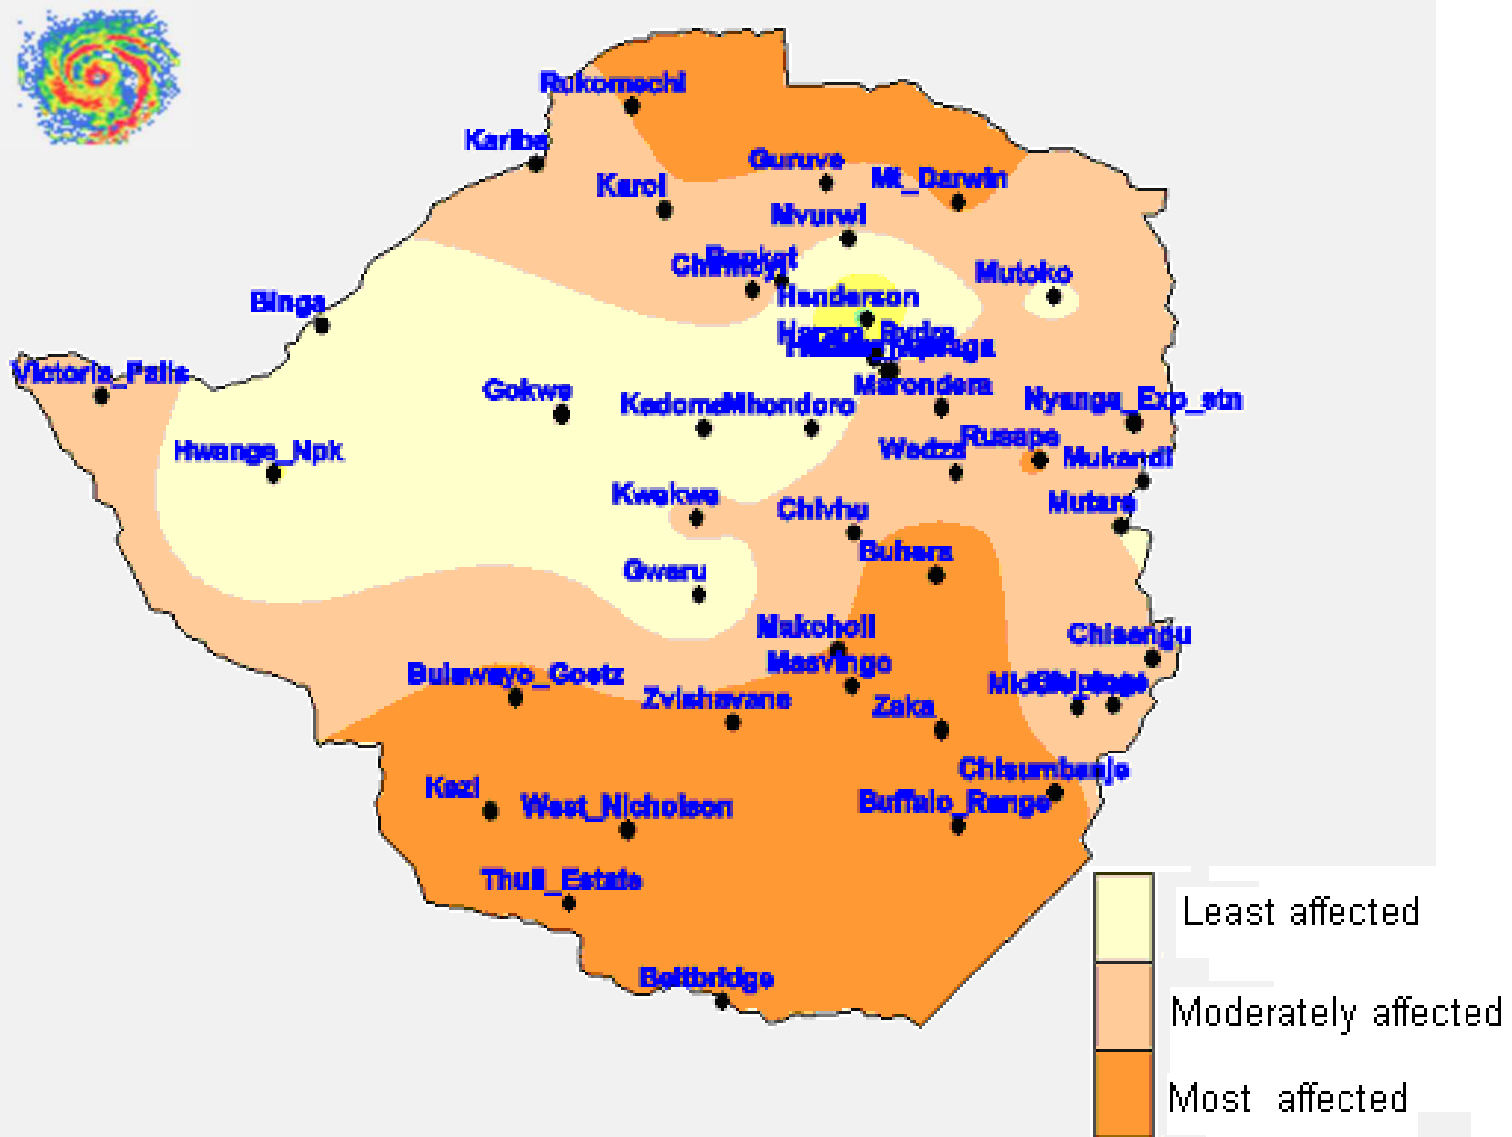 Rukomechi
Kariba
Guruve
Karoi
Mt_Darwin
Mvurwi
Mutoko
Binga
Henderson
Victoria_Falls
Marondera
Gokwe
Nyanga_Exp_stn
Kadoma
Mhondoro
Rusape
Wedza
Hwange_Npk
Mukandi
Kwekwe
Mutare
Chivhu
Buhera
Gweru
Makoholi
Chisengu
Masvingo
Bulawayo_Goetz
Zvishavane
Zaka
Chisumbanje
Kezi
West_Nicholson
Buffalo_Range
Thuli_Estate
Beitbridge
Least affected
Moderately affected
Most affected